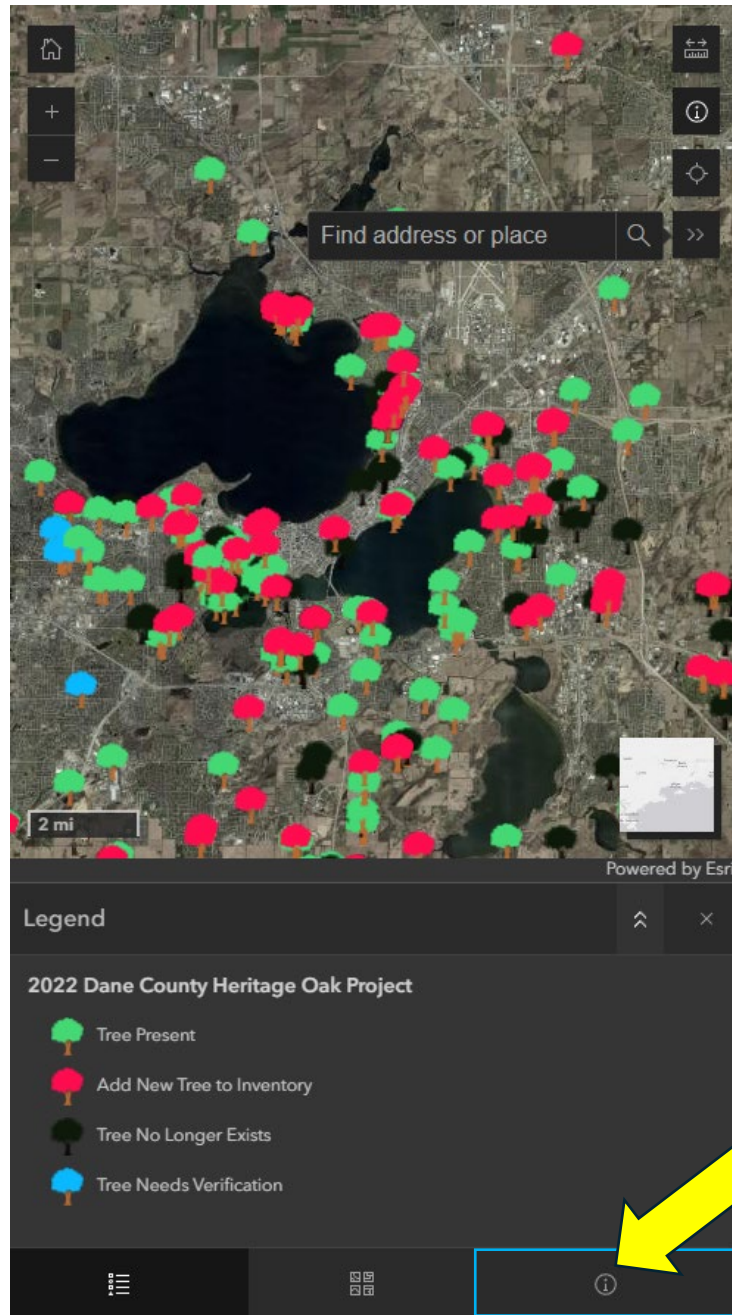 Find address or place
2 mi
Powered by Esri
Legend
2022 Dane County Heritage Oak Project
Tree Present
Add New Tree to Inventory
Tree No Longer Exists
Tree Needs Verification